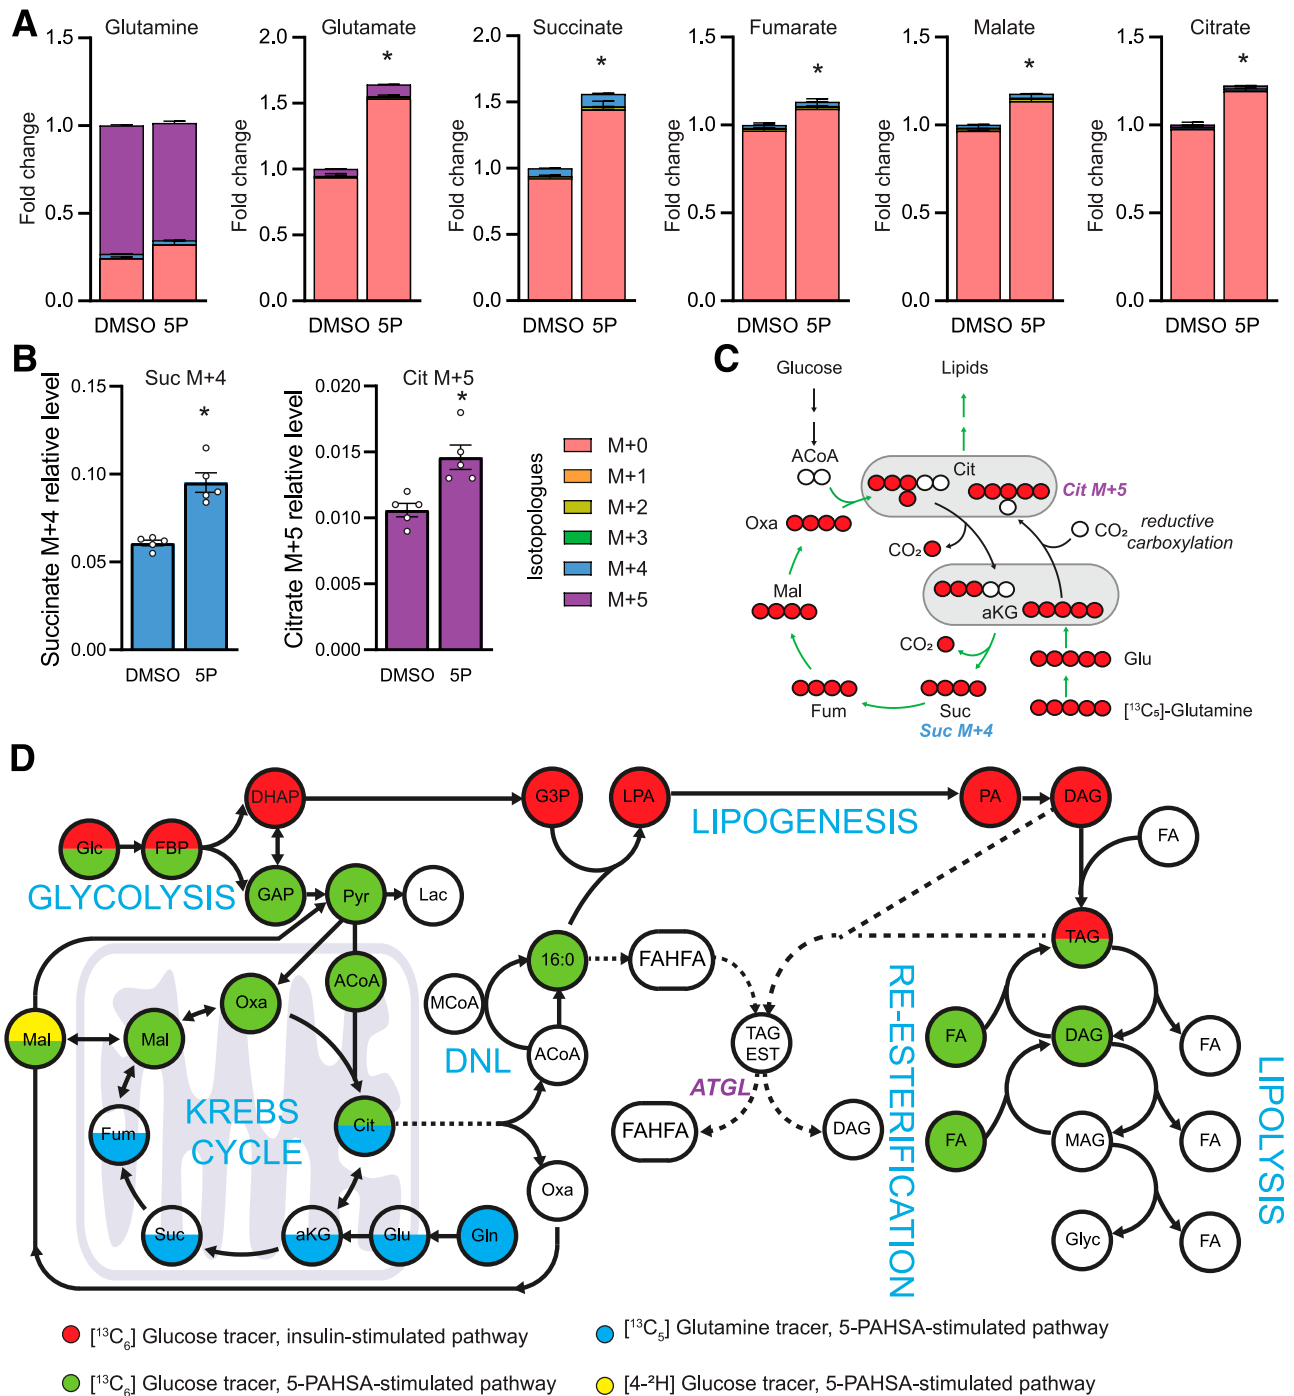 A
Glutamine
Glutamate
Succinate
Fumarate
Malate
Citrate
Fold change
1.5
1.0
0.5
0.0
DMSO 5P
Fold change
2.0
1.5
1.0
0.5
0.0
*
DMSO 5P
Fold change
2.0
1.5
1.0
0.5
0.0
*
DMSO 5P
Fold change
1.5
1.0
0.5
0.0
*
DMSO 5P
Fold change
1.5
1.0
0.5
0.0
*
DMSO 5P
Fold change
1.5
1.0
0.5
0.0
*
DMSO 5P
B
Suc M+4
Succinate M+4 relative level
0.15
0.10
0.05
0.00
*
DMSO 5P
Cit M+5
Citrate M+5 relative level
0.020
0.015
0.010
0.005
0.000
*
DMSO 5P
Isotopologues
M+0
M+1
M+2
M+3
M+4
M+5
C
Glucose
Lipids
ACoA
Cit
Cit M+5
Oxa
CO₂
CO₂
reductive
carboxylation
Mal
aKG
CO₂
Glu
Fum
Suc
[¹³C₅]-Glutamine
Suc M+4
D
DHAP
G3P
LPA
PA
DAG
LIPOGENESIS
Glc
FBP
FA
GLYCOLYSIS
GAP
Pyr
Lac
TAG
16:0
FAHFA
ACoA
Oxa
MCoA
Mal
Mal
TAG
EST
FA
DAG
FA
DNL
ACoA
ATGL
RE-ESTERIFICATION
LIPOLYSIS
KREBS
CYCLE
Fum
Cit
FAHFA
DAG
FA
MAG
FA
Oxa
Suc
aKG
Glu
Gln
Glyc
FA
[¹³C₆] Glucose tracer, insulin-stimulated pathway
[¹³C₅] Glutamine tracer, 5-PAHSA-stimulated pathway
[¹³C₆] Glucose tracer, 5-PAHSA-stimulated pathway
[4-²H] Glucose tracer, 5-PAHSA-stimulated pathway